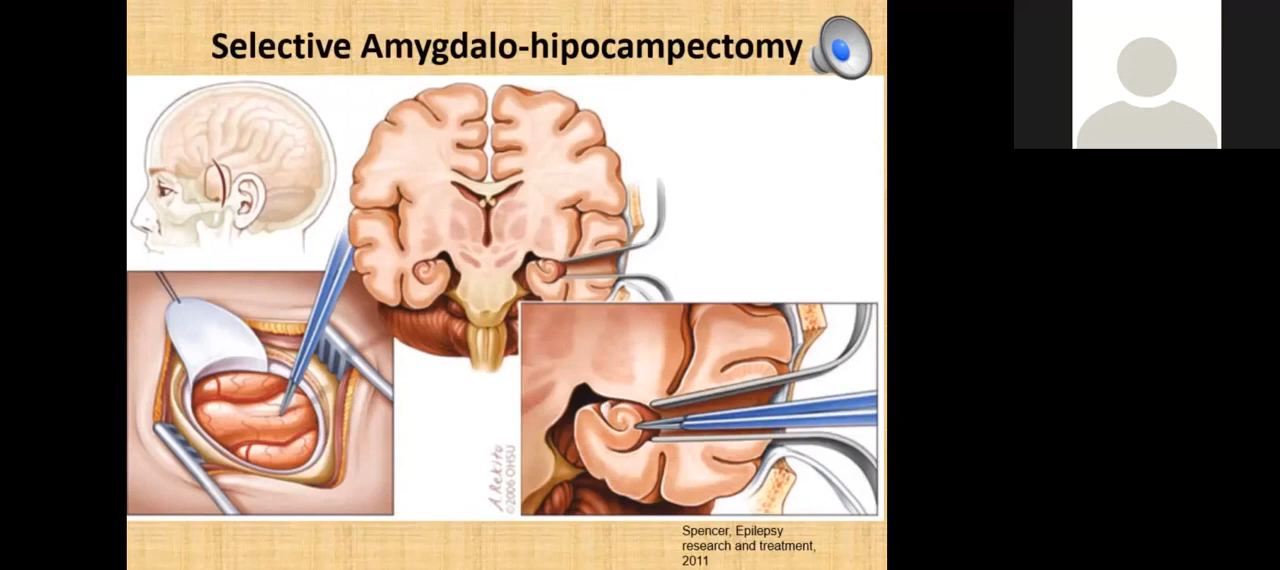 Selective Amygdalo-hipocampectomy
A Rekito
©2006 OHSU
Spencer, Epilepsy
research and treatment,
2011